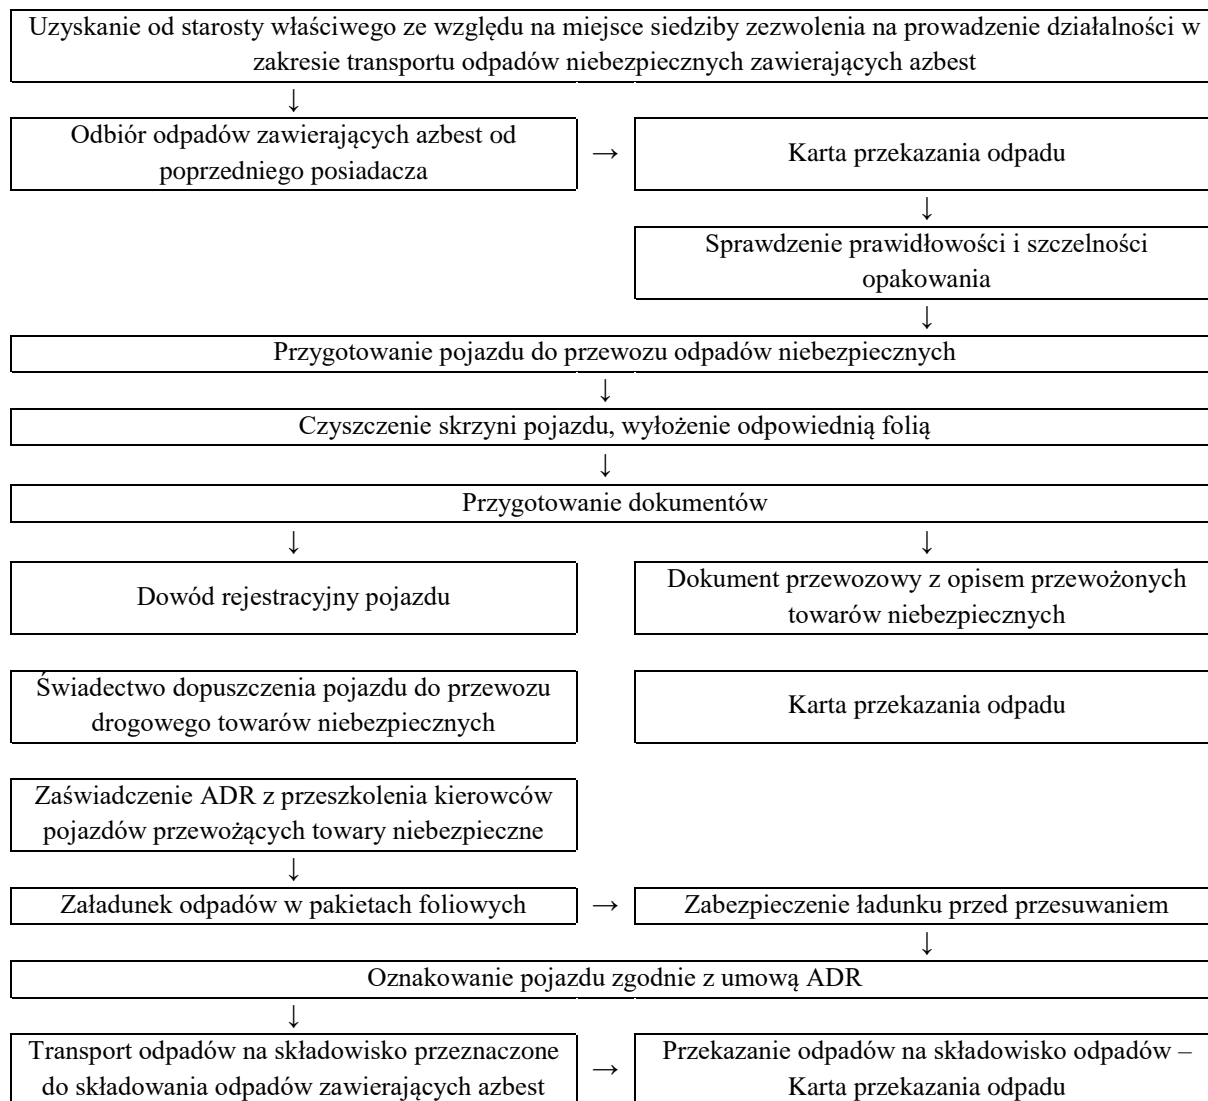 Uzyskanie od starosty właściwego ze względu na miejsce siedziby zezwolenia na prowadzenie działalności w
zakresie transportu odpadów niebezpiecznych zawierających azbest
↓
Odbiór odpadów zawierających azbest od
poprzedniego posiadacza
→
Karta przekazania odpadu
↓
Sprawdzenie prawidłowości i szczelności
opakowania
↓
Przygotowanie pojazdu do przewozu odpadów niebezpiecznych
↓
Czyszczenie skrzyni pojazdu, wyłożenie odpowiednią folią
↓
Przygotowanie dokumentów
↓ ↓
Dowód rejestracyjny pojazdu
Dokument przewozowy z opisem przewożonych
towarów niebezpiecznych
Świadectwo dopuszczenia pojazdu do przewozu
drogowego towarów niebezpiecznych
Karta przekazania odpadu
Zaświadczenie ADR z przeszkolenia kierowców
pojazdów przewożących towary niebezpieczne
↓
Załadunek odpadów w pakietach foliowych
→
Zabezpieczenie ładunku przed przesuwaniem
↓
Oznakowanie pojazdu zgodnie z umową ADR
↓
Transport odpadów na składowisko przeznaczone
do składowania odpadów zawierających azbest
→
Przekazanie odpadów na składowisko odpadów –
Karta przekazania odpadu